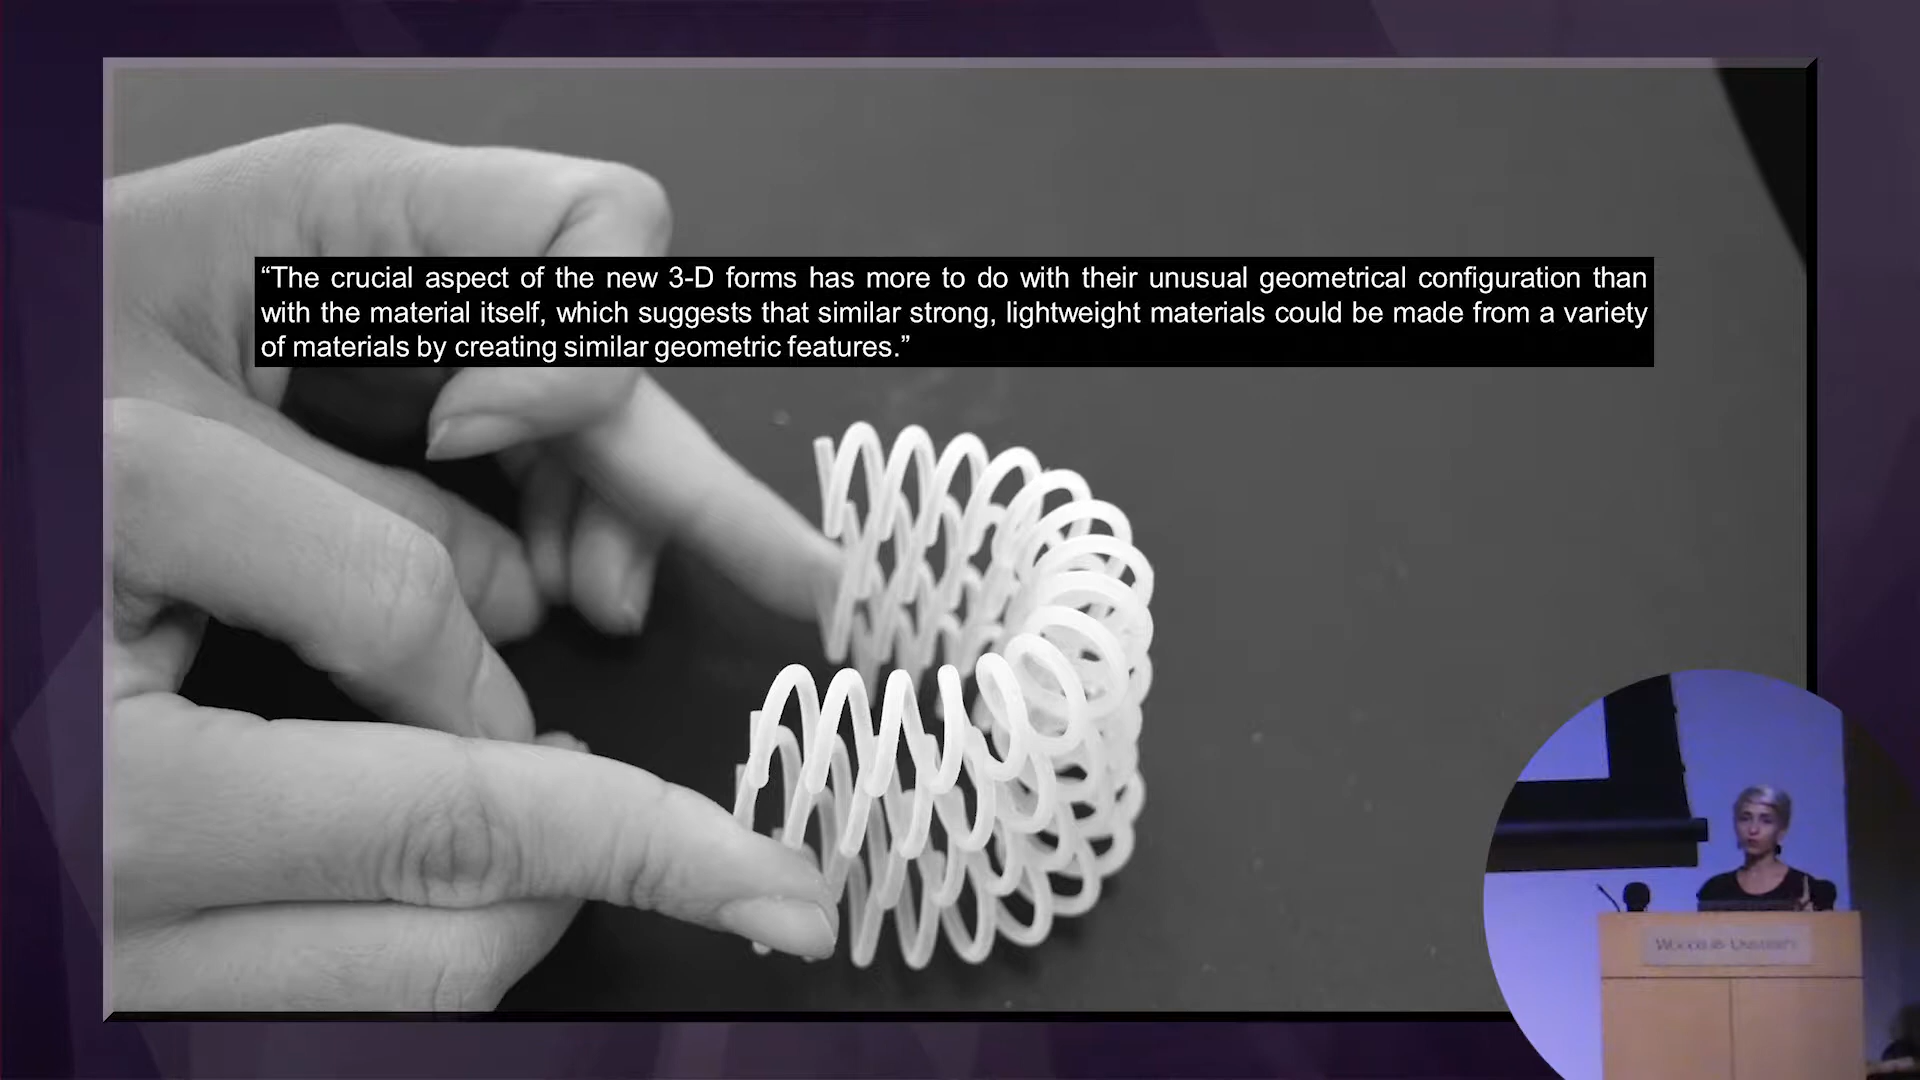 “The crucial aspect of the new 3-D forms has more to do with their unusual geometrical configuration than
with the material itself, which suggests that similar strong, lightweight materials could be made from a variety
of materials by creating similar geometric features.”
Woodbury University